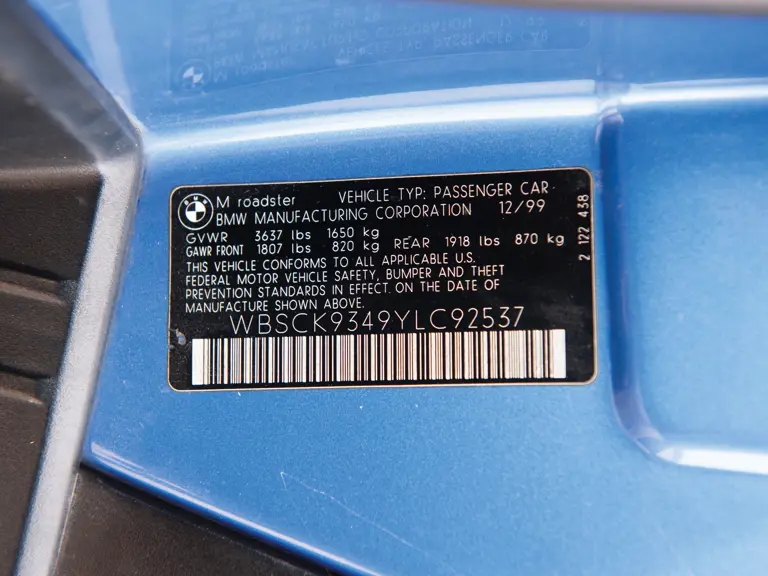 M roadster VEHICLE TYP: PASSENGER CAR
BMW MANUFACTURING CORPORATION 12/99
GVWR 3637 lbs 1650 kg
GAWR FRONT 1807 lbs 820 kg REAR 1918 lbs 870 kg
THIS VEHICLE CONFORMS TO ALL APPLICABLE U.S.
FEDERAL MOTOR VEHICLE SAFETY, BUMPER AND THEFT
PREVENTION STANDARDS IN EFFECT. ON THE DATE OF
MANUFACTURE SHOWN ABOVE.
WBSCK9349YLC92537
2 122 438